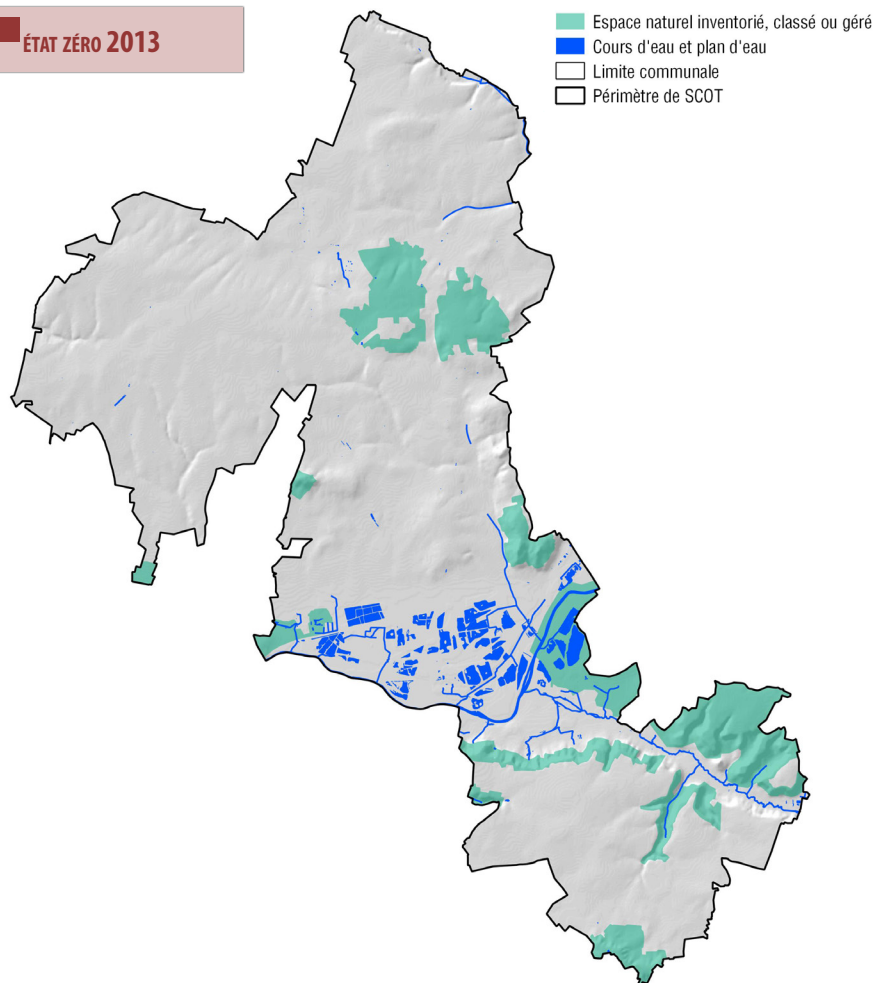 ÉTAT ZÉRO 2013
Espace naturel inventorié, classé ou géré
Cours d'eau et plan d'eau
Limite communale
Périmètre de SCOT